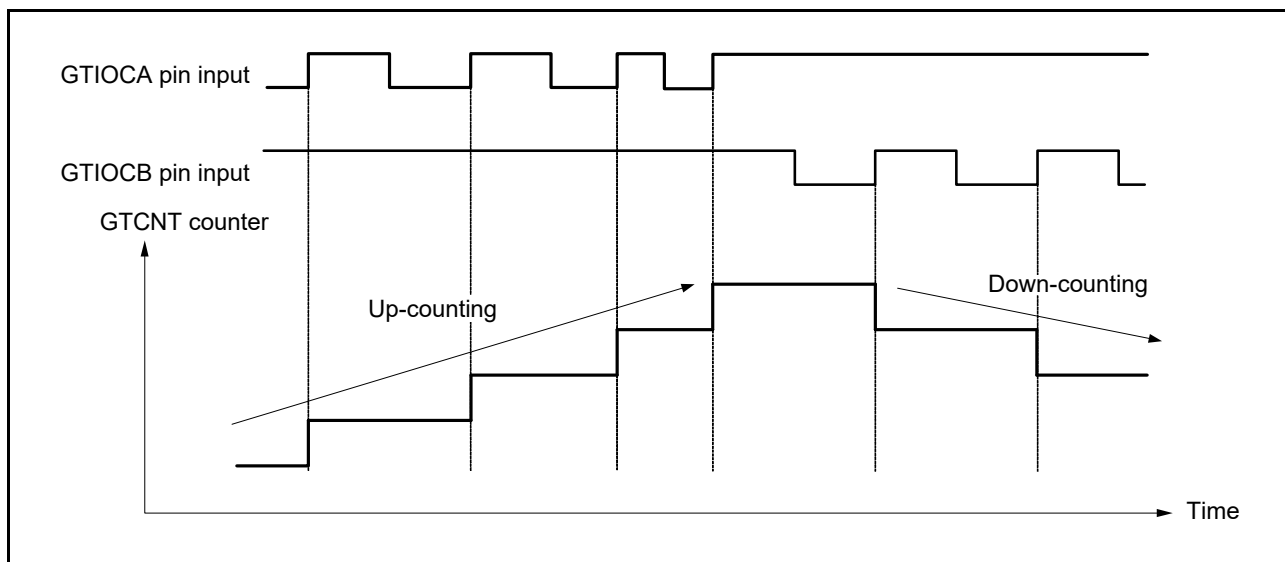 GTIOCA pin input
GTIOCB pin input
GTCNT counter
Up-counting
Down-counting
Time